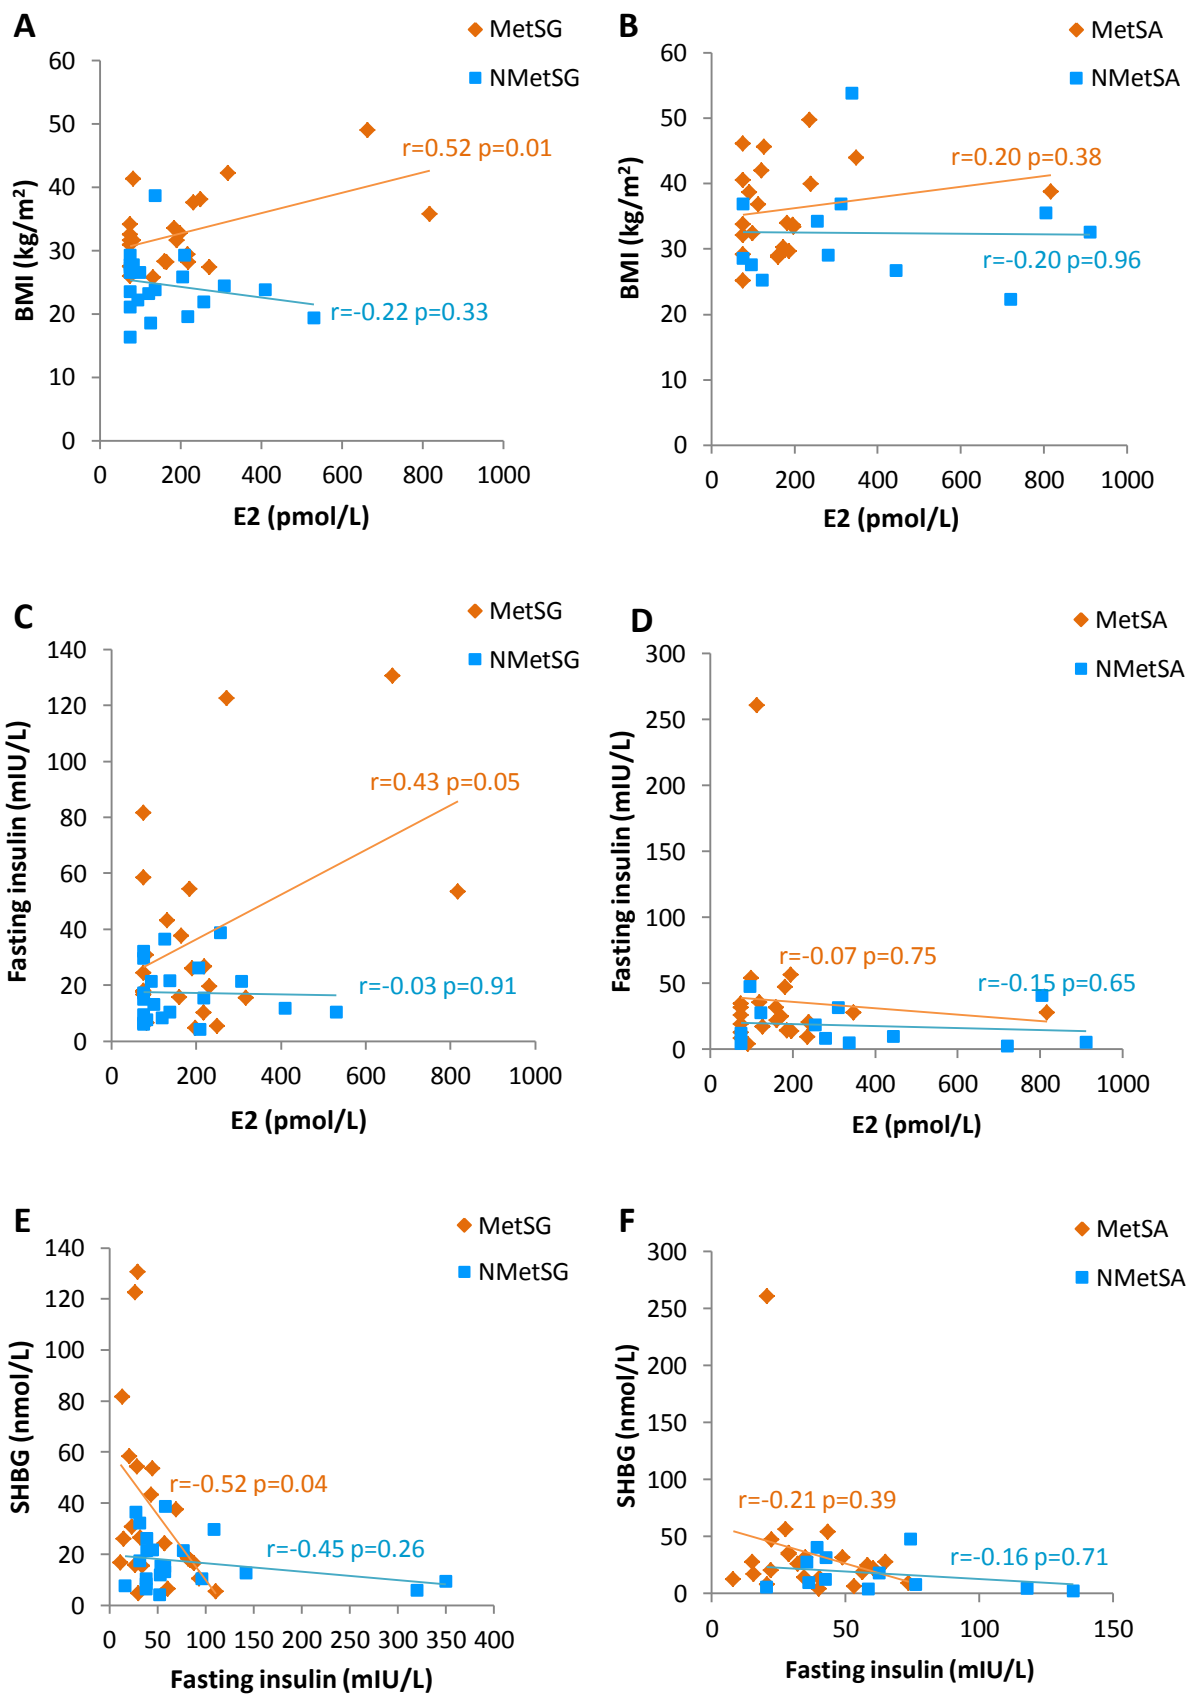 A
MetSG
NMetSG
60
50
40
30
20
10
0
r=0.52 p=0.01
r=-0.22 p=0.33
BMI (kg/m²)
0 200 400 600 800 1000
E2 (pmol/L)
B
MetSA
NMetSA
60
50
40
30
20
10
0
r=0.20 p=0.38
r=-0.20 p=0.96
BMI (kg/m²)
0 200 400 600 800 1000
E2 (pmol/L)
C
MetSG
NMetSG
140
120
100
80
60
40
20
0
r=0.43 p=0.05
r=-0.03 p=0.91
Fasting insulin (mIU/L)
0 200 400 600 800 1000
E2 (pmol/L)
D
MetSA
NMetSA
300
250
200
150
100
50
0
r=-0.07 p=0.75
r=-0.15 p=0.65
Fasting insulin (mIU/L)
0 200 400 600 800 1000
E2 (pmol/L)
E
MetSG
NMetSG
140
120
100
80
60
40
20
0
r=-0.52 p=0.04
r=-0.45 p=0.26
SHBG (nmol/L)
0 50 100 150 200 250 300 350 400
Fasting insulin (mIU/L)
F
MetSA
NMetSA
300
250
200
150
100
50
0
r=-0.21 p=0.39
r=-0.16 p=0.71
SHBG (nmol/L)
0 50 100 150
Fasting insulin (mIU/L)